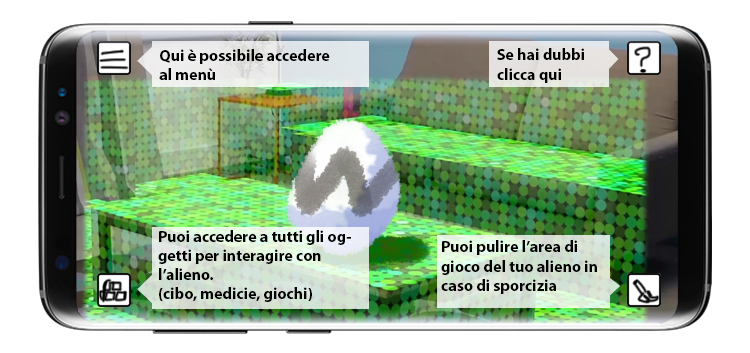 Qui è possibile accedere
al menù
Se hai dubbi
clicca qui
?
Puoi accedere a tutti gli og-
getti per interagire con
l'alieno.
(cibo, medicie, giochi)
Puoi pulire l'area di
gioco del tuo alieno in
caso di sporcizia